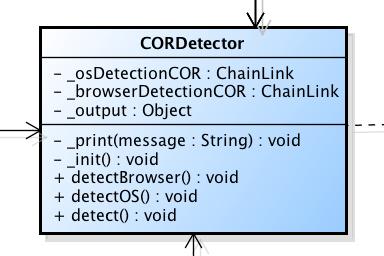 CORDetector
- _osDetectionCOR : ChainLink
- _browserDetectionCOR : ChainLink
- _output : Object
- _print(message : String) : void
- _init() : void
+ detectBrowser() : void
+ detectOS() : void
+ detect() : void